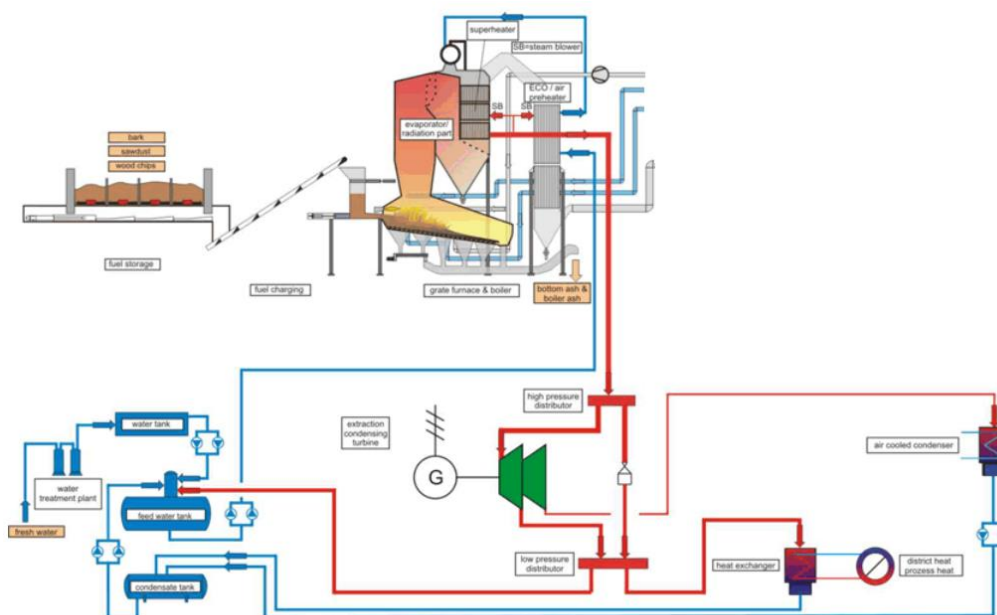 superheater
SB=steam blower
ECO / air
preheater
SB
SB
evaporator/
radiation part
bark
sawdust
wood chips
fuel storage
fuel charging
grate furnace & boiler
bottom ash &
boiler ash
high pressure
distributor
extraction
condensing
turbine
water tank
air cooled condenser
G
water
treatment plant
feed water tank
fresh water
low pressure
distributor
heat exchanger
district heat
prozess heat
condensate tank